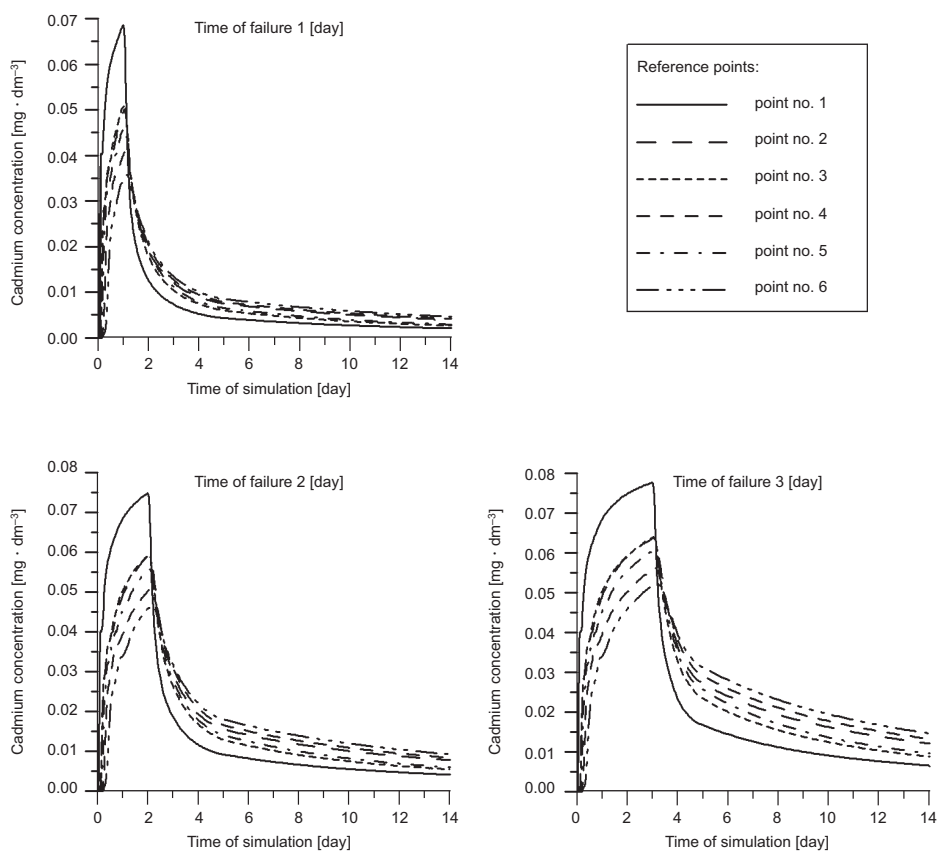 Time of failure 1 [day]
Cadmium concentration [mg · dm⁻³]
0.07
0.06
0.05
0.04
0.03
0.02
0.01
0.00
0 2 4 6 8 10 12 14
Time of simulation [day]
Reference points:
point no. 1
point no. 2
point no. 3
point no. 4
point no. 5
point no. 6
Time of failure 2 [day]
Cadmium concentration [mg · dm⁻³]
0.08
0.07
0.06
0.05
0.04
0.03
0.02
0.01
0.00
0 2 4 6 8 10 12 14
Time of simulation [day]
Time of failure 3 [day]
Cadmium concentration [mg · dm⁻³]
0.08
0.07
0.06
0.05
0.04
0.03
0.02
0.01
0.00
0 2 4 6 8 10 12 14
Time of simulation [day]